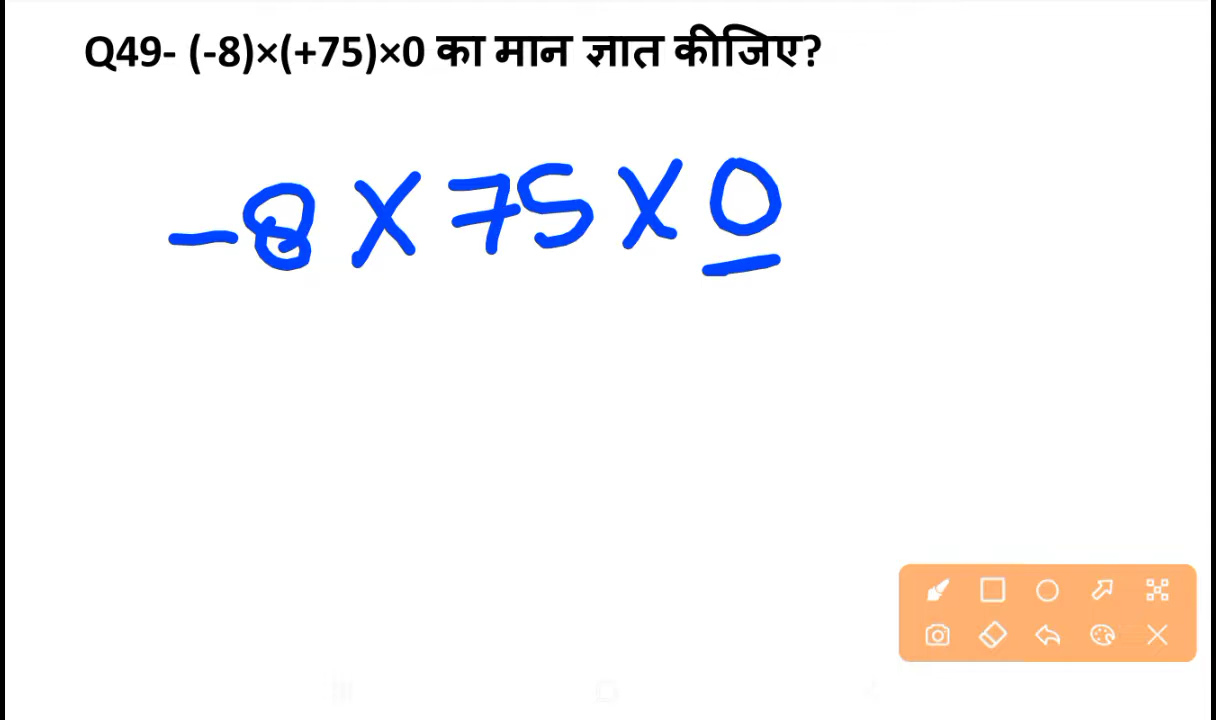 Q49- (-8)×(+75)×0 का मान ज्ञात कीजिए?
-8 × 75 × 0